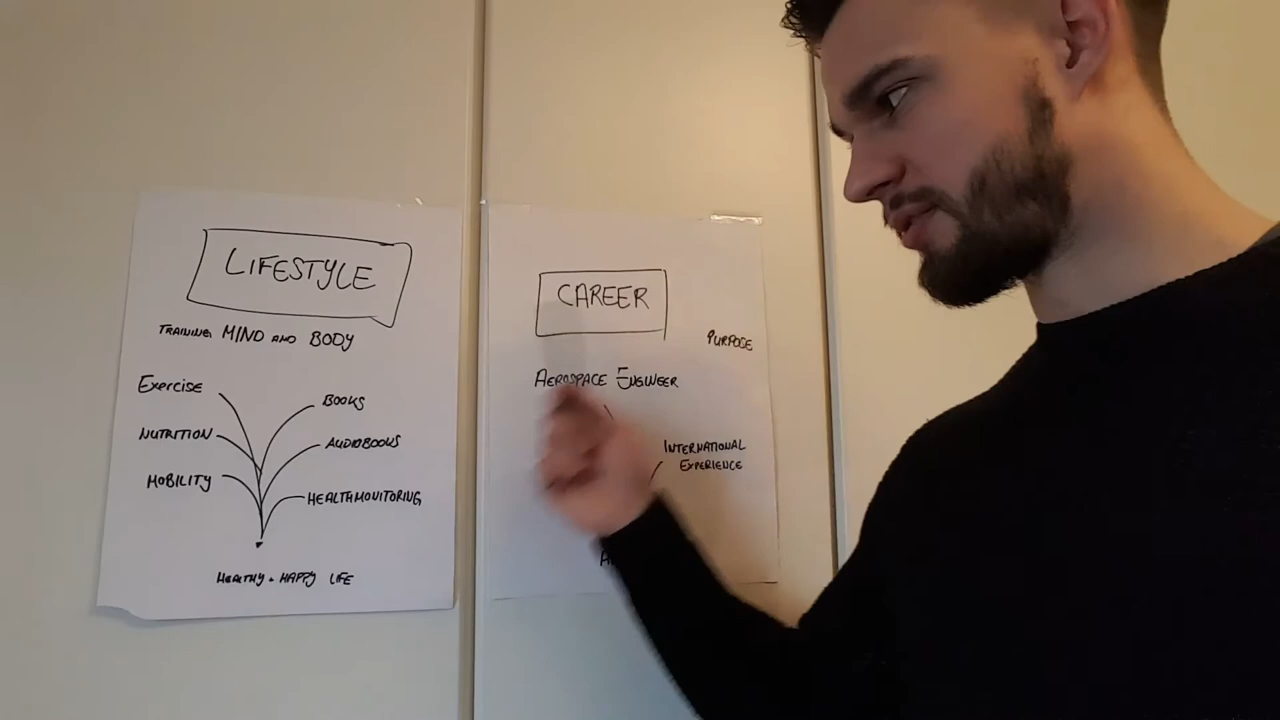 LIFESTYLE
TRAINING MIND AND BODY
Exercise
NUTRITION
MOBILITY
BOOKS
AUDIOBOOKS
HEALTHMONITORING
HEALTHY + HAPPY LIFE
CAREER
PURPOSE
AEROSPACE ENGINEER
INTERNATIONAL
EXPERIENCE